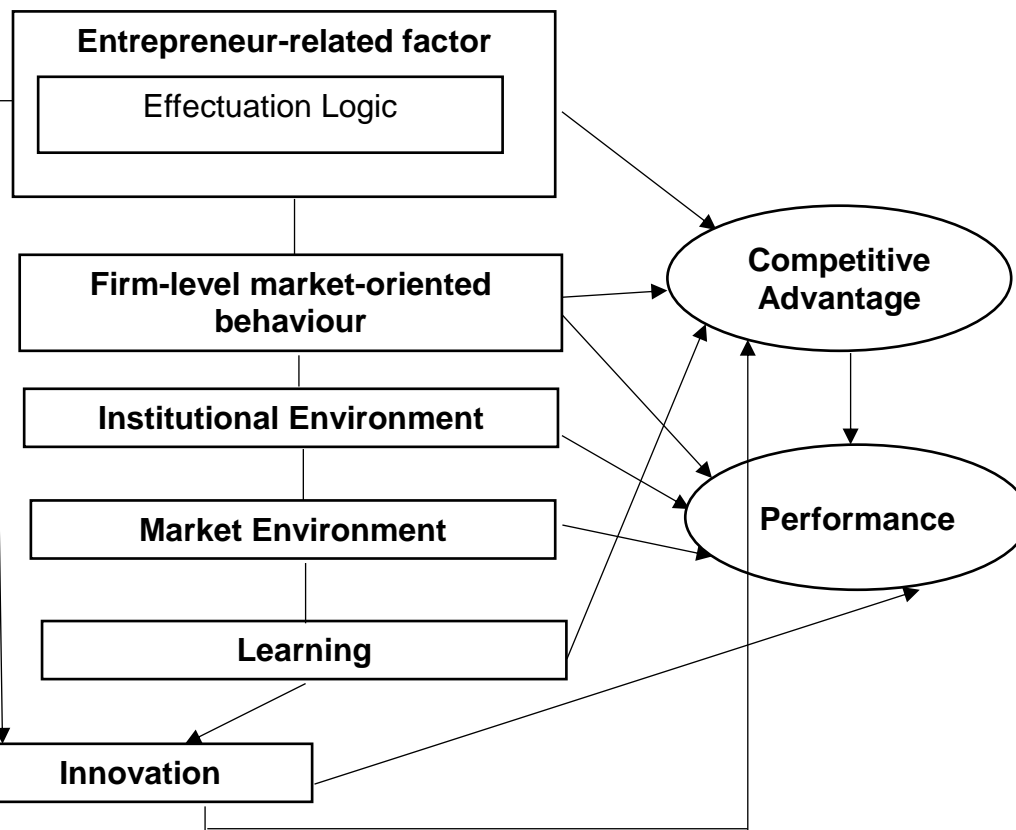 Entrepreneur-related factor
Effectuation Logic
Firm-level market-oriented
behaviour
Institutional Environment
Market Environment
Learning
Innovation
Competitive
Advantage
Performance